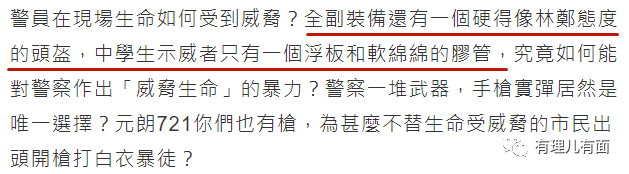 警員在現場生命如何受到威脅？全副裝備還有一個硬得像林鄭態度
的頭盔，中學生示威者只有一個浮板和軟綿綿的膠管，究竟如何能
對警察作出「威脅生命」的暴力？警察一堆武器，手槍實彈居然是
唯一選擇？元朗721你們也有槍，為甚麼不替生命受威脅的市民出
頭開槍打白衣暴徒？
有理儿有面